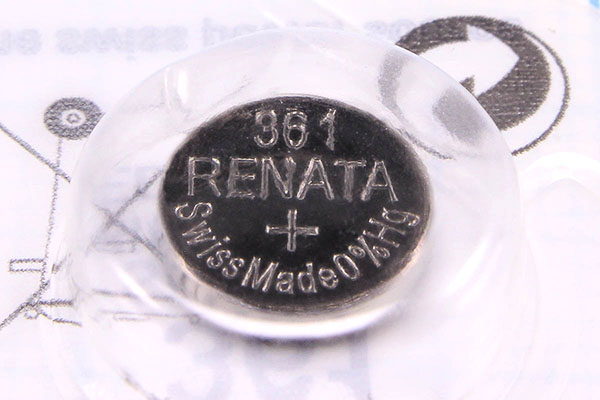 361
RENATA
+
SwissMade0%Hg